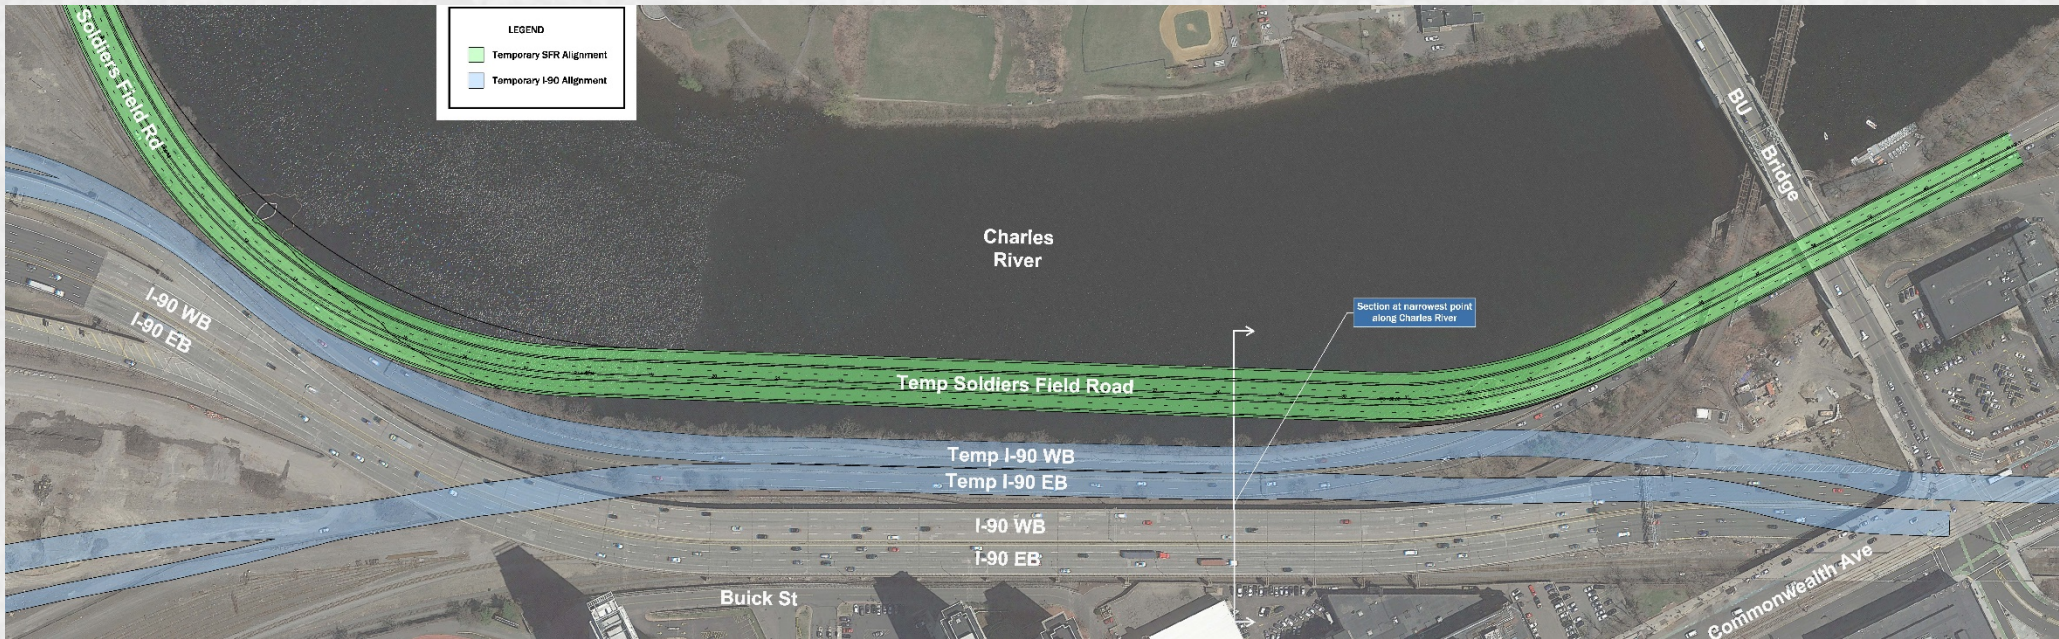 LEGEND
Temporary SFR Alignment
Temporary I-90 Alignment
Soldiers Field Rd
BU Bridge
Charles
River
I-90 WB
I-90 EB
Section at narrowest point
along Charles River
Temp Soldiers Field Road
Temp I-90 WB
Temp I-90 EB
I-90 WB
I-90 EB
Buick St
Commonwealth Ave